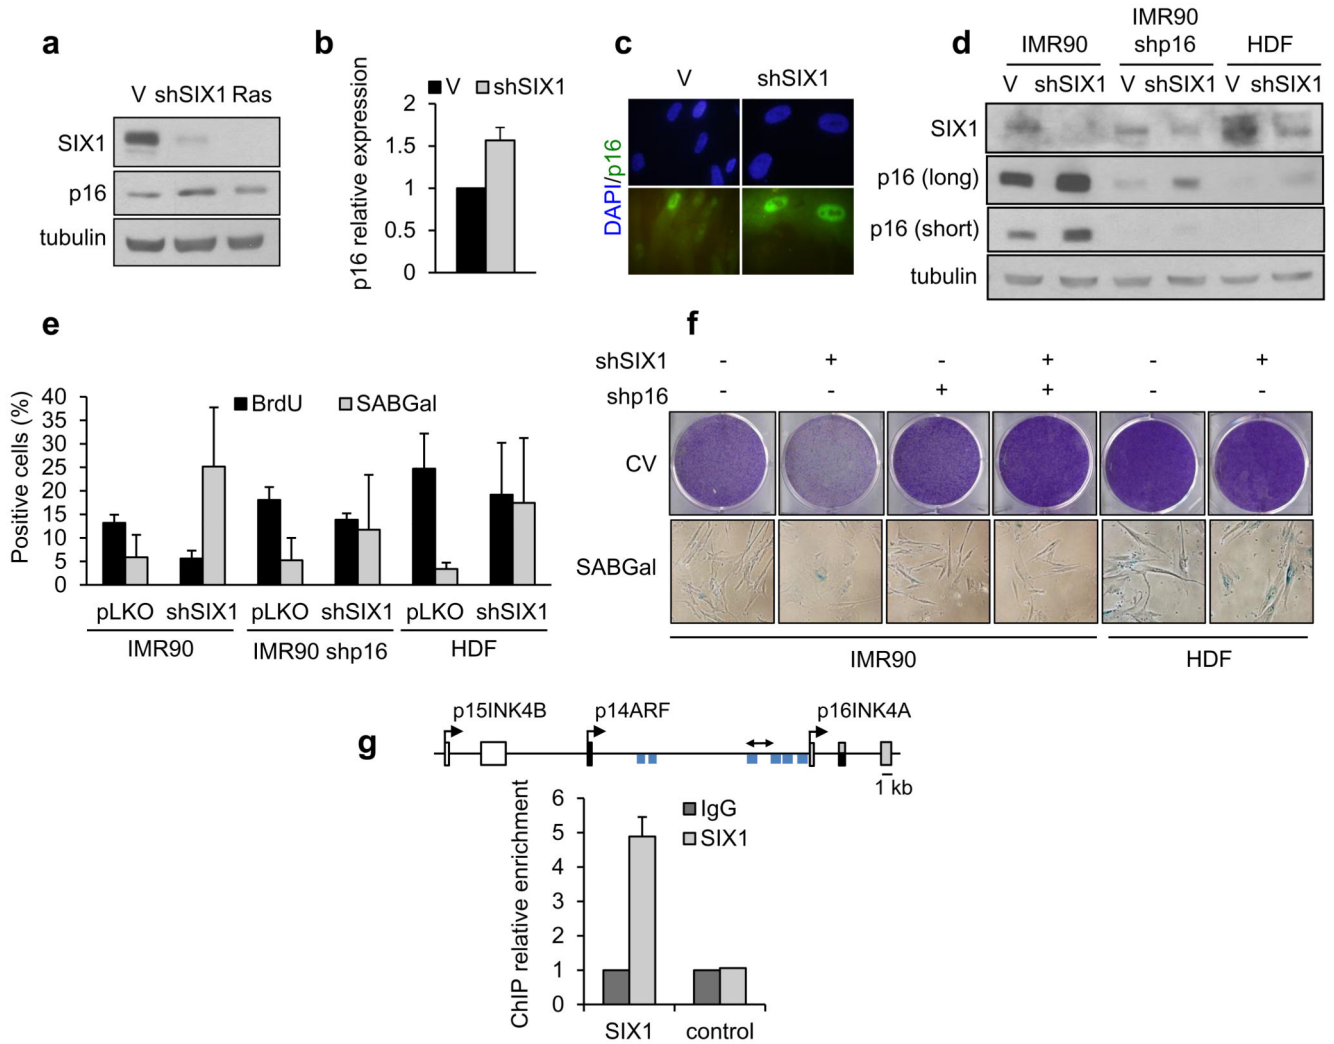 a
V shSIX1 Ras
SIX1
p16
tubulin
b
V shSIX1
p16 relative expression
2
1.5
1
0.5
0
c
V shSIX1
DAPI/p16
d
IMR90
IMR90 shp16
HDF
V shSIX1 V shSIX1 V shSIX1
SIX1
p16 (long)
p16 (short)
tubulin
e
BrdU SABGal
Positive cells (%)
40
35
30
25
20
15
10
5
0
pLKO shSIX1 pLKO shSIX1 pLKO shSIX1
IMR90 IMR90 shp16 HDF
f
shSIX1 - + - + - +
shp16 - - + + - -
CV
SABGal
IMR90 HDF
g
p15INK4B p14ARF p16INK4A
1 kb
IgG
SIX1
ChIP relative enrichment
6
5
4
3
2
1
0
SIX1 control